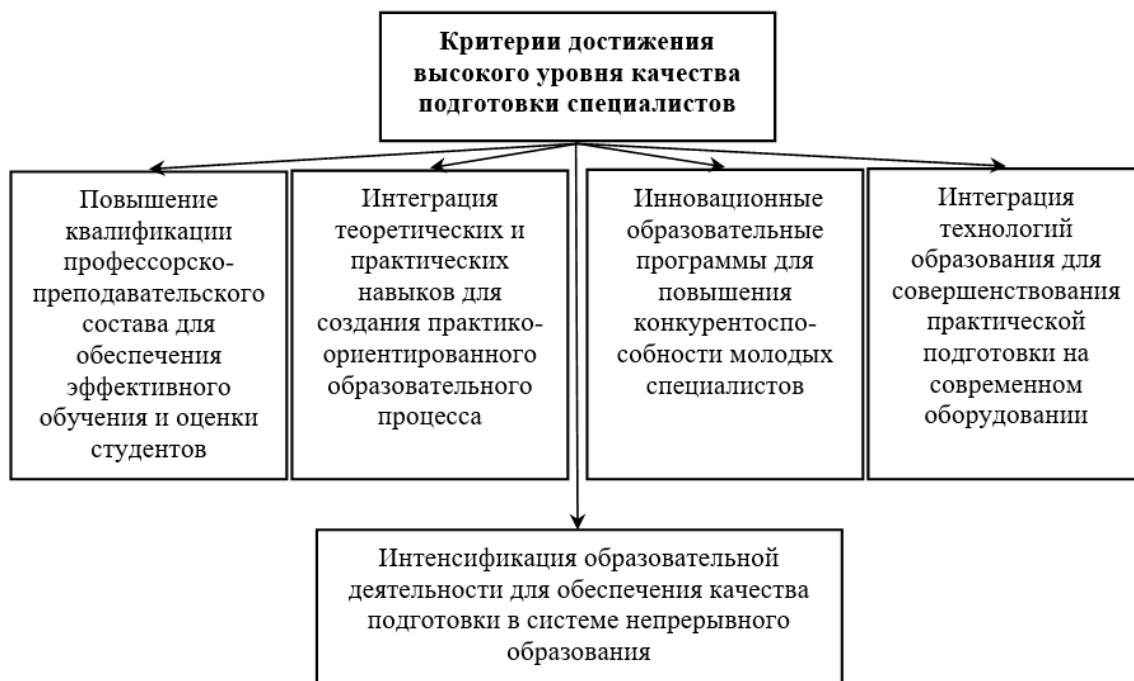 Критерии достижения
высокого уровня качества
подготовки специалистов
Повышение
квалификации
профессорско-
преподавательского
состава для
обеспечения
эффективного
обучения и оценки
студентов
Интеграция
теоретических и
практических
навыков для
создания практико-
ориентированного
образовательного
процесса
Инновационные
образовательные
программы для
повышения
конкурентоспо-
собности молодых
специалистов
Интеграция
технологий
образования для
совершенствования
практической
подготовки на
современном
оборудовании
Интенсификация образовательной
деятельности для обеспечения качества
подготовки в системе непрерывного
образования